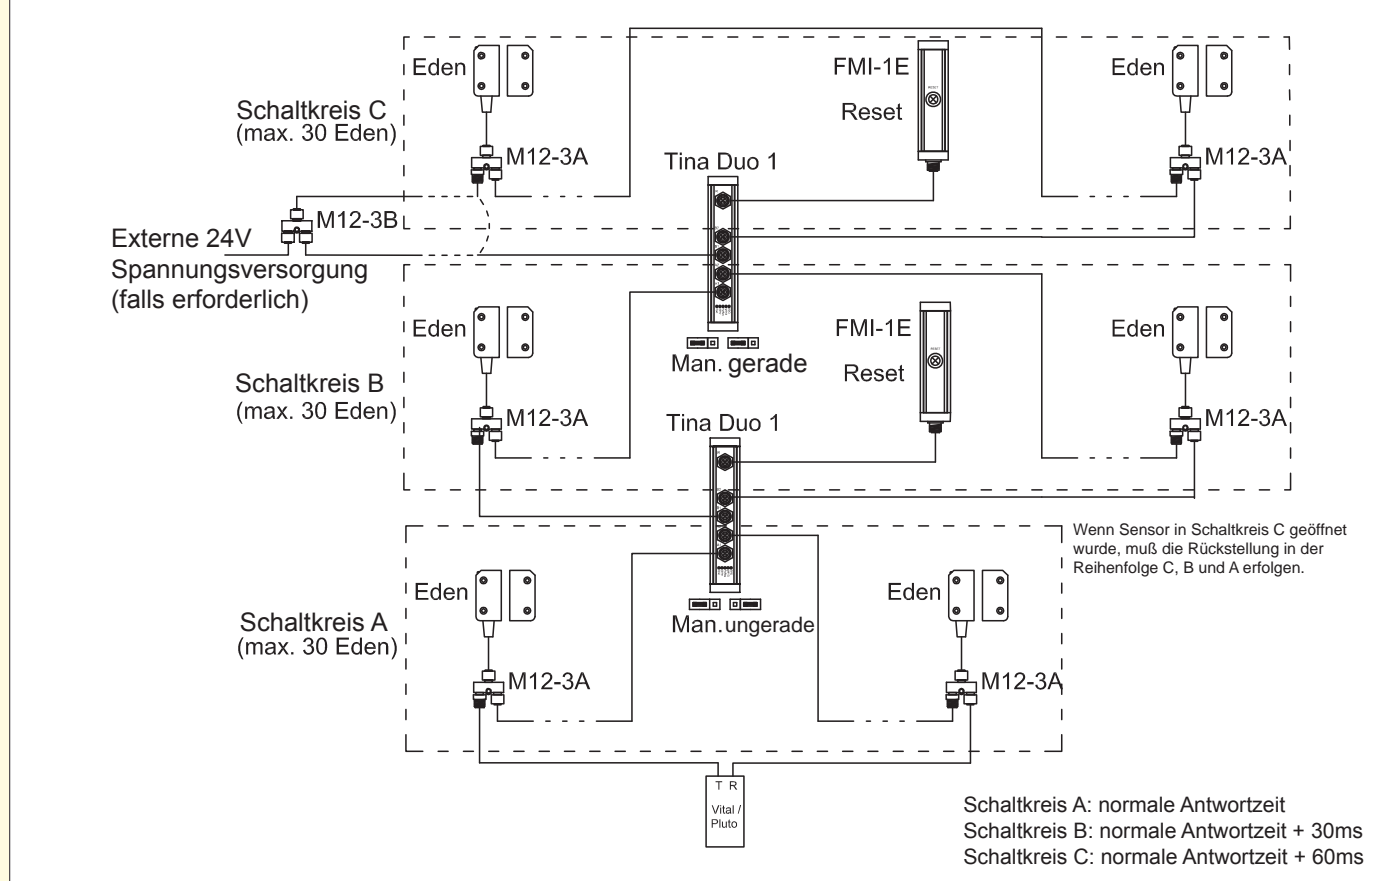 Eden
FMI-1E
Eden
Schaltkreis C
(max. 30 Eden)
Reset
M12-3A
Tina Duo 1
M12-3A
M12-3B
Externe 24V
Spannungsversorgung
(falls erforderlich)
Eden
FMI-1E
Eden
Man. gerade
Reset
Schaltkreis B
(max. 30 Eden)
M12-3A
Tina Duo 1
M12-3A
Wenn Sensor in Schaltkreis C geöffnet
wurde, muß die Rückstellung in der
Reihenfolge C, B und A erfolgen.
Eden
Eden
Schaltkreis A
(max. 30 Eden)
Man. ungerade
M12-3A
M12-3A
T R
Vital /
Pluto
Schaltkreis A: normale Antwortzeit
Schaltkreis B: normale Antwortzeit + 30ms
Schaltkreis C: normale Antwortzeit + 60ms